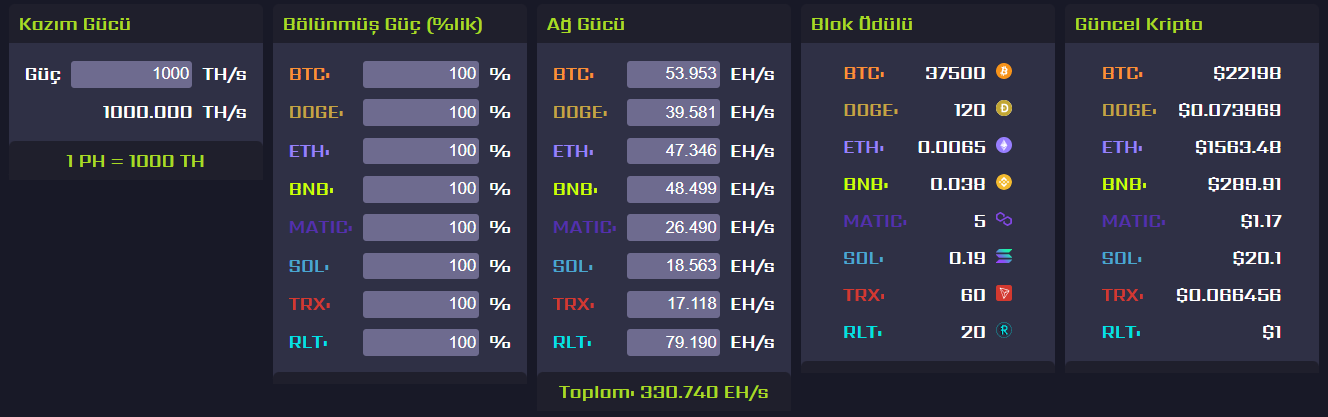 Kazım Gücü
Güç 1000 TH/s
1000.000 TH/s
1 PH = 1000 TH
Bölünmüş Güç (%lik)
BTC: 100 %
DOGE: 100 %
ETH: 100 %
BNB: 100 %
MATIC: 100 %
SOL: 100 %
TRX: 100 %
RLT: 100 %
Ağ Gücü
BTC: 53.953 EH/s
DOGE: 39.581 EH/s
ETH: 47.346 EH/s
BNB: 48.499 EH/s
MATIC: 26.490 EH/s
SOL: 18.563 EH/s
TRX: 17.118 EH/s
RLT: 79.190 EH/s
Toplam: 330.740 EH/s
Blok Ödülü
BTC: 37500
DOGE: 120
ETH: 0.0065
BNB: 0.038
MATIC: 5
SOL: 0.19
TRX: 60
RLT: 20
Güncel Kripto
BTC: $22198
DOGE: $0.073969
ETH: $1563.48
BNB: $289.91
MATIC: $1.17
SOL: $20.1
TRX: $0.066456
RLT: $1